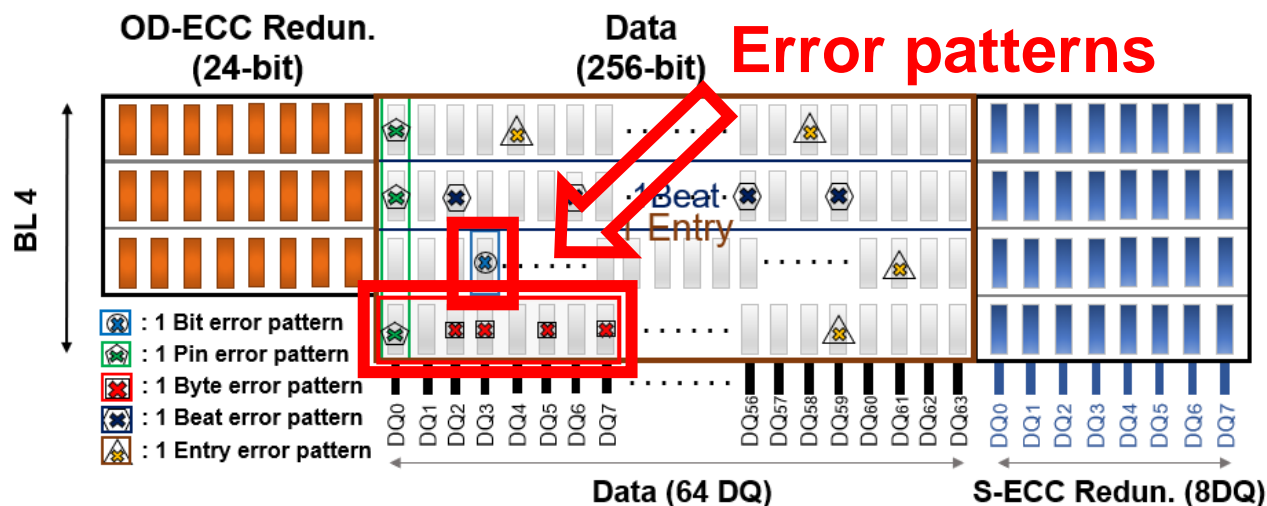 OD-ECC Redun.
(24-bit)
Data
(256-bit)
Error patterns
BL 4
1Beat
1 Entry
: 1 Bit error pattern
: 1 Pin error pattern
: 1 Byte error pattern
: 1 Beat error pattern
: 1 Entry error pattern
DQ0
DQ1
DQ2
DQ3
DQ4
DQ5
DQ6
DQ7
DQ56
DQ57
DQ58
DQ59
DQ60
DQ61
DQ62
DQ63
DQ0
DQ1
DQ2
DQ3
DQ4
DQ5
DQ6
DQ7
Data (64 DQ)
S-ECC Redun. (8DQ)